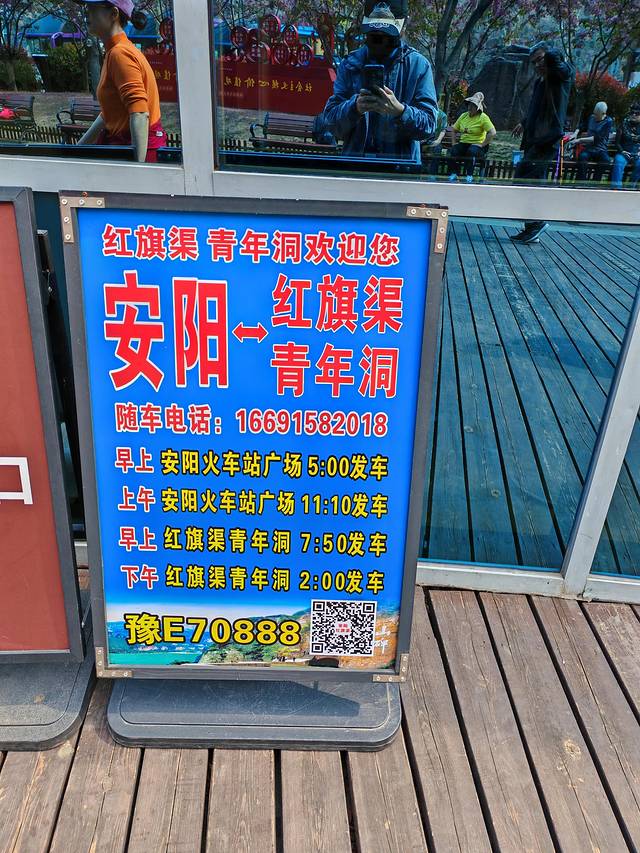 红旗渠 青年洞欢迎您
安阳↔红旗渠
青年洞
随车电话：16691582018
早上 安阳火车站广场 5:00发车
上午 安阳火车站广场 11:10发车
早上 红旗渠青年洞 7:50发车
下午 红旗渠青年洞 2:00发车
豫E70888